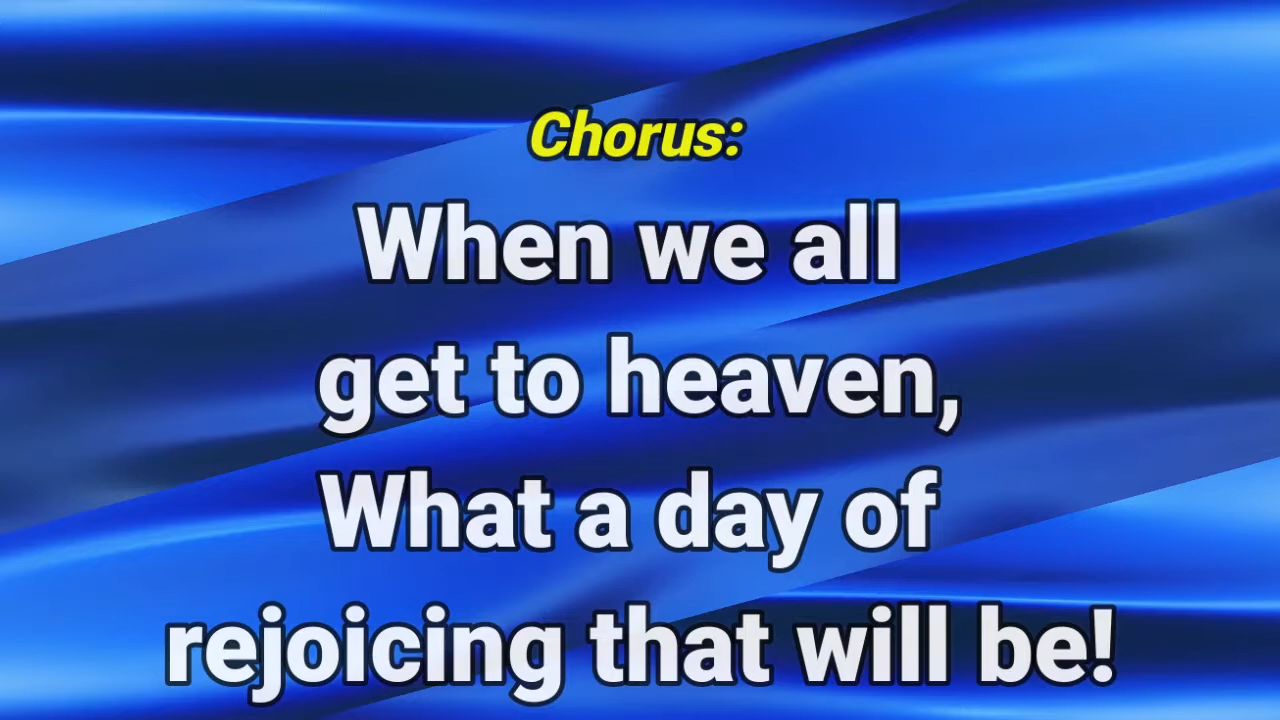 Chorus:
When we all
get to heaven,
What a day of
rejoicing that will be!